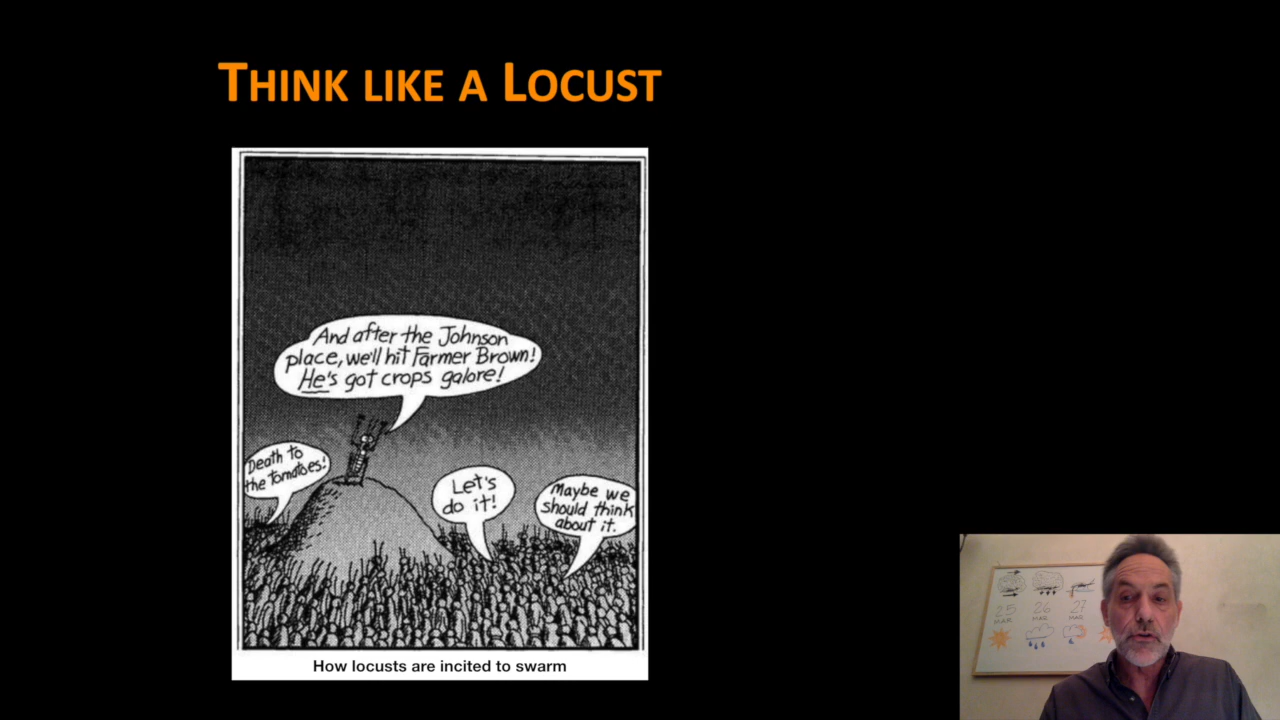 THINK LIKE A LOCUST
And after the Johnson
place, we'll hit Farmer Brown!
He's got crops galore!
Death to
the tomatoes!
Let's
do it!
Maybe we
should think
about it.
How locusts are incited to swarm
25 26 27
MAR MAR MAR